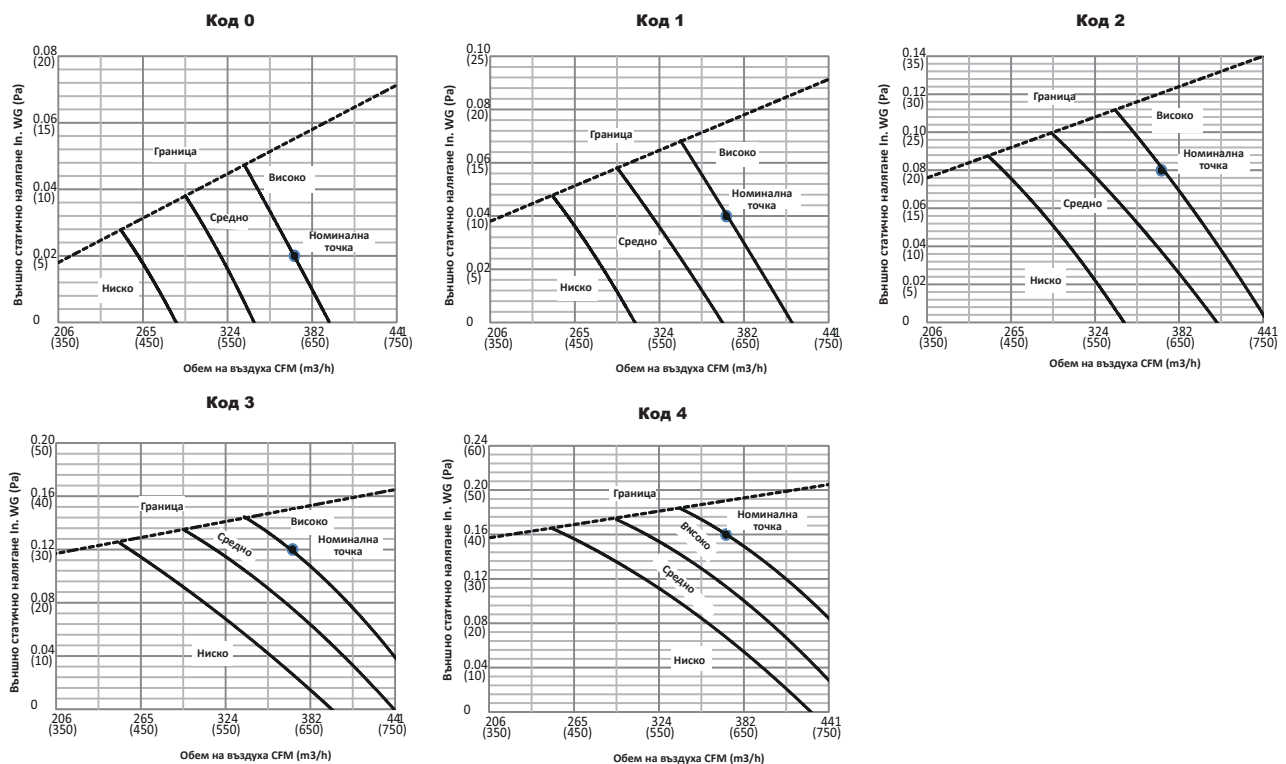 Код 0
Външно статично налягане In. WG (Pa)
0.08
(20)
0.06
(15)
0.04
(10)
0.02
(5)
0
Граница
Високо
Средно
Номинална
точка
Ниско
206
(350)
265
(450)
324
(550)
382
(650)
441
(750)
Обем на въздуха CFM (m3/h)
Код 1
Външно статично налягане In. WG (Pa)
0.10
(25)
0.08
(20)
0.06
(15)
0.04
(10)
0.02
(5)
0
Граница
Високо
Номинална
точка
Средно
Ниско
206
(350)
265
(450)
324
(550)
382
(650)
441
(750)
Обем на въздуха CFM (m3/h)
Код 2
Външно статично налягане In. WG (Pa)
0.14
(35)
0.12
(30)
0.10
(25)
0.08
(20)
0.06
(15)
0.04
(10)
0.02
(5)
0
Граница
Високо
Номинална
точка
Средно
Ниско
206
(350)
265
(450)
324
(550)
382
(650)
441
(750)
Обем на въздуха CFM (m3/h)
Код 3
Външно статично налягане In. WG (Pa)
0.20
(50)
0.16
(40)
0.12
(30)
0.08
(20)
0.04
(10)
0
Граница
Високо
Номинална
точка
Средно
Ниско
206
(350)
265
(450)
324
(550)
382
(650)
441
(750)
Обем на въздуха CFM (m3/h)
Код 4
Външно статично налягане In. WG (Pa)
0.24
(60)
0.20
(50)
0.16
(40)
0.12
(30)
0.08
(20)
0.04
(10)
0
Граница
Номинална
точка
Високо
Средно
Ниско
206
(350)
265
(450)
324
(550)
382
(650)
441
(750)
Обем на въздуха CFM (m3/h)